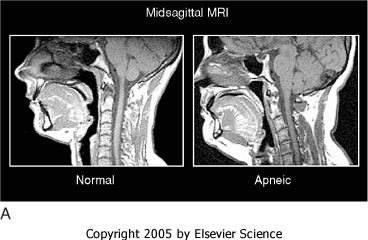 Midsagittal MRI
Normal
Apneic
A
Copyright 2005 by Elsevier Science